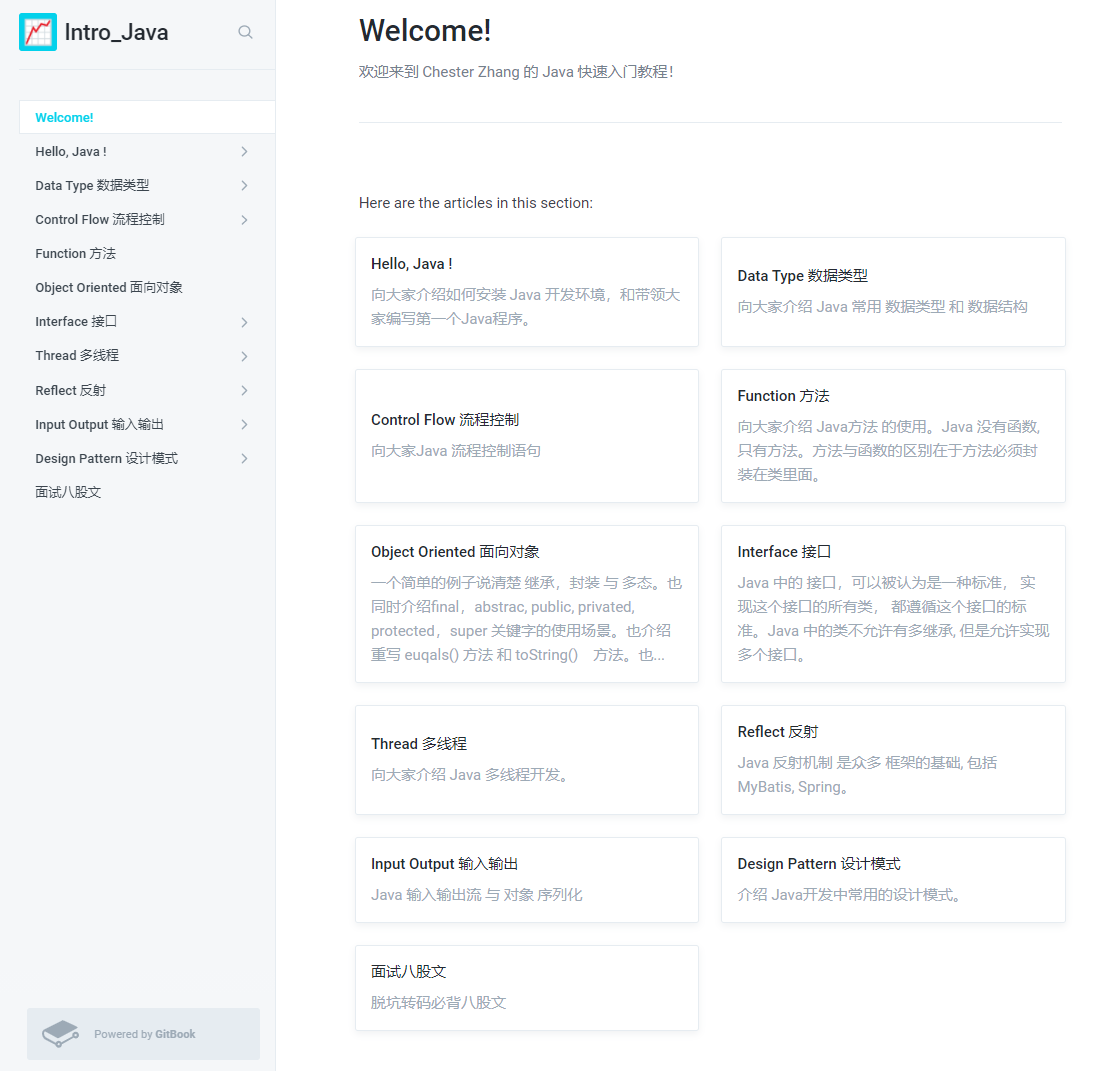 Intro_Java
Welcome!
Hello, Java !
Data Type 数据类型
Control Flow 流程控制
Function 方法
Object Oriented 面向对象
Interface 接口
Thread 多线程
Reflect 反射
Input Output 输入输出
Design Pattern 设计模式
面试八股文
Powered by GitBook
Welcome!
欢迎来到 Chester Zhang 的 Java 快速入门教程！
Here are the articles in this section:
Hello, Java !
向大家介绍如何安装 Java 开发环境，和带领大
家编写第一个Java程序。
Data Type 数据类型
向大家介绍 Java 常用 数据类型 和 数据结构
Control Flow 流程控制
向大家Java 流程控制语句
Function 方法
向大家介绍 Java方法 的使用。Java 没有函数,
只有方法。方法与函数的区别在于方法必须封
装在类里面。
Object Oriented 面向对象
一个简单的例子说清楚 继承，封装 与 多态。也
同时介绍final，abstrac, public, privated,
protected，super 关键字的使用场景。也介绍
重写 euqals() 方法 和 toString()　方法。也...
Interface 接口
Java 中的 接口，可以被认为是一种标准， 实
现这个接口的所有类， 都遵循这个接口的标
准。Java 中的类不允许有多继承, 但是允许实现
多个接口。
Thread 多线程
向大家介绍 Java 多线程开发。
Reflect 反射
Java 反射机制 是众多 框架的基础, 包括
MyBatis, Spring。
Input Output 输入输出
Java 输入输出流 与 对象 序列化
Design Pattern 设计模式
介绍 Java开发中常用的设计模式。
面试八股文
脱坑转码必背八股文